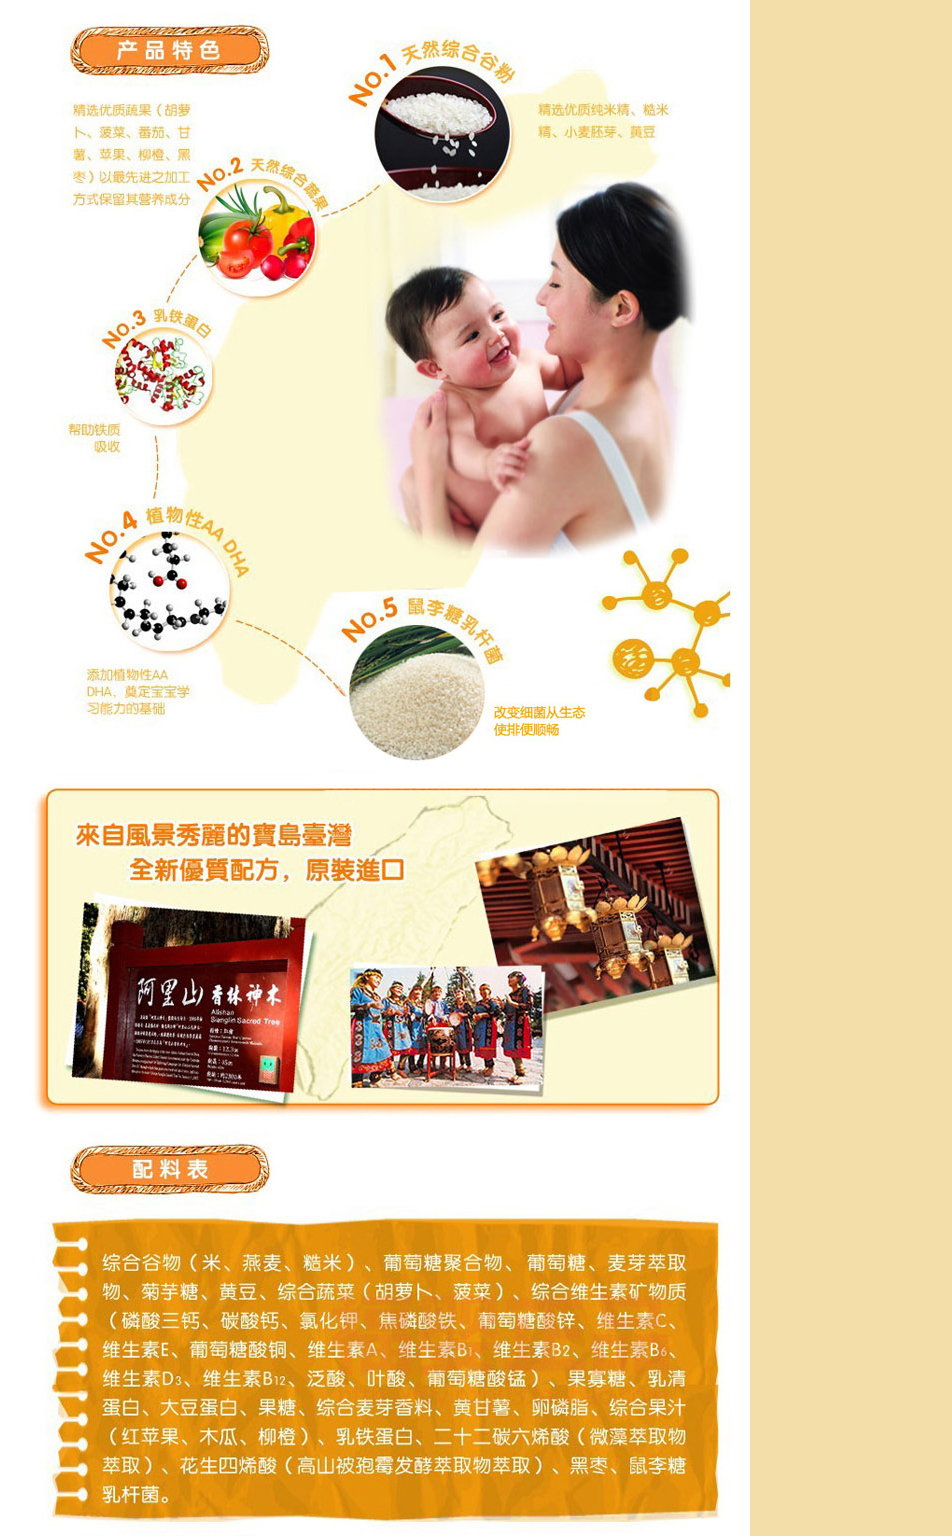 产品特色
No.1 天然综合谷粉
精选优质纯米精、糙米
精、小麦胚芽、黄豆
精选优质蔬果（胡萝
卜、菠菜、番茄、甘
薯、苹果、柳橙、黑
枣）以最先进之加工
方式保留其营养成分
No.2 天然综合蔬果
No.3 乳铁蛋白
帮助铁质
吸收
No.4 植物性AA DHA
添加植物性AA
DHA、奠定宝宝学
习能力的基础
No.5 鼠李糖乳杆菌
改变细菌从生态
使排便顺畅
來自風景秀麗的寶島臺灣
全新優質配方，原裝進口
阿里山 香林神木
Alishan
Sianglin Sacred Tree
配料表
综合谷物（米、燕麦、糙米）、葡萄糖聚合物、葡萄糖、麦芽萃取
物、菊芋糖、黄豆、综合蔬菜（胡萝卜、菠菜）、综合维生素矿物质
（磷酸三钙、碳酸钙、氯化钾、焦磷酸铁、葡萄糖酸锌、维生素C、
维生素E、葡萄糖酸铜、维生素A、维生素B₁、维生素B2、维生素B₆、
维生素D₃、维生素B₁₂、泛酸、叶酸、葡萄糖酸锰）、果寡糖、乳清
蛋白、大豆蛋白、果糖、综合麦芽香料、黄甘薯、卵磷脂、综合果汁
（红苹果、木瓜、柳橙）、乳铁蛋白、二十二碳六烯酸（微藻萃取物
萃取）、花生四烯酸（高山被孢霉发酵萃取物萃取）、黑枣、鼠李糖
乳杆菌。